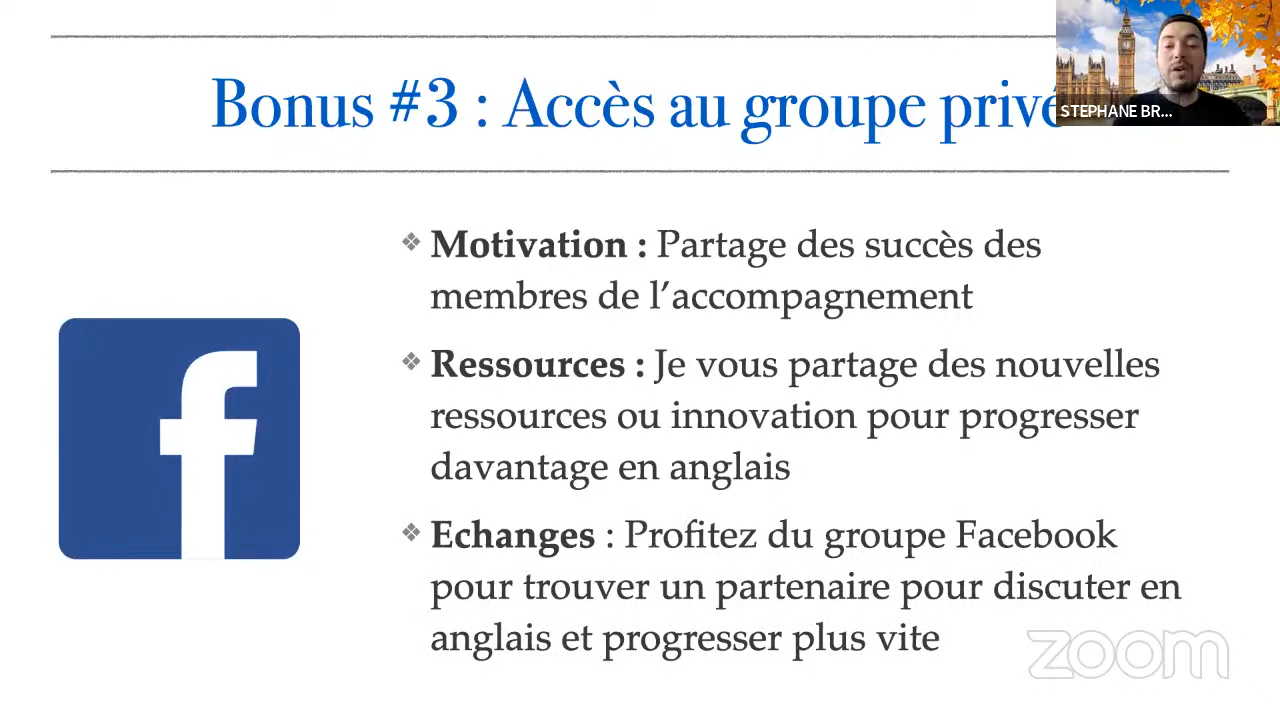 Bonus #3 : Accès au groupe privé
STEPHANE BR...
❖ Motivation : Partage des succès des
membres de l’accompagnement
❖ Ressources : Je vous partage des nouvelles
ressources ou innovation pour progresser
davantage en anglais
❖ Echanges : Profitez du groupe Facebook
pour trouver un partenaire pour discuter en
anglais et progresser plus vite
zoom